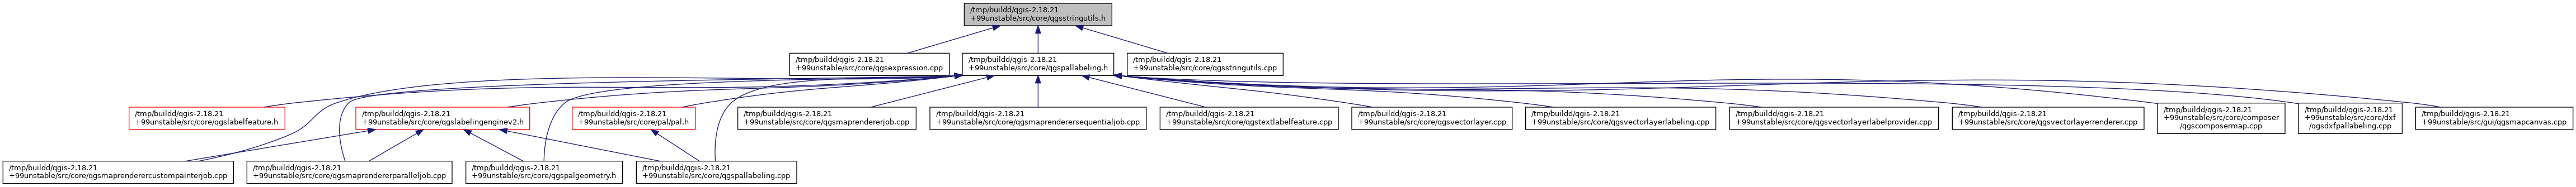 /tmp/buildd/qgis-2.18.21
+99unstable/src/core/qgsstringutils.h
/tmp/buildd/qgis-2.18.21
+99unstable/src/core/qgsexpression.cpp
/tmp/buildd/qgis-2.18.21
+99unstable/src/core/qgspallabeling.h
/tmp/buildd/qgis-2.18.21
+99unstable/src/core/qgsstringutils.cpp
/tmp/buildd/qgis-2.18.21
+99unstable/src/core/qgslabelfeature.h
/tmp/buildd/qgis-2.18.21
+99unstable/src/core/qgslabelingenginev2.h
/tmp/buildd/qgis-2.18.21
+99unstable/src/core/pal/pal.h
/tmp/buildd/qgis-2.18.21
+99unstable/src/core/qgsmaprendererjob.cpp
/tmp/buildd/qgis-2.18.21
+99unstable/src/core/qgsmaprenderersequentialjob.cpp
/tmp/buildd/qgis-2.18.21
+99unstable/src/core/qgstextlabelfeature.cpp
/tmp/buildd/qgis-2.18.21
+99unstable/src/core/qgsvectorlayer.cpp
/tmp/buildd/qgis-2.18.21
+99unstable/src/core/qgsvectorlayerlabeling.cpp
/tmp/buildd/qgis-2.18.21
+99unstable/src/core/qgsvectorlayerlabelprovider.cpp
/tmp/buildd/qgis-2.18.21
+99unstable/src/core/qgsvectorlayerrenderer.cpp
/tmp/buildd/qgis-2.18.21
+99unstable/src/core/composer
/qgscomposermap.cpp
/tmp/buildd/qgis-2.18.21
+99unstable/src/core/dxf
/qgsdxfpallabeling.cpp
/tmp/buildd/qgis-2.18.21
+99unstable/src/gui/qgsmapcanvas.cpp
/tmp/buildd/qgis-2.18.21
+99unstable/src/core/qgsmaprenderercustompainterjob.cpp
/tmp/buildd/qgis-2.18.21
+99unstable/src/core/qgsmaprendererparalleljob.cpp
/tmp/buildd/qgis-2.18.21
+99unstable/src/core/qgspalgeometry.h
/tmp/buildd/qgis-2.18.21
+99unstable/src/core/qgspallabeling.cpp